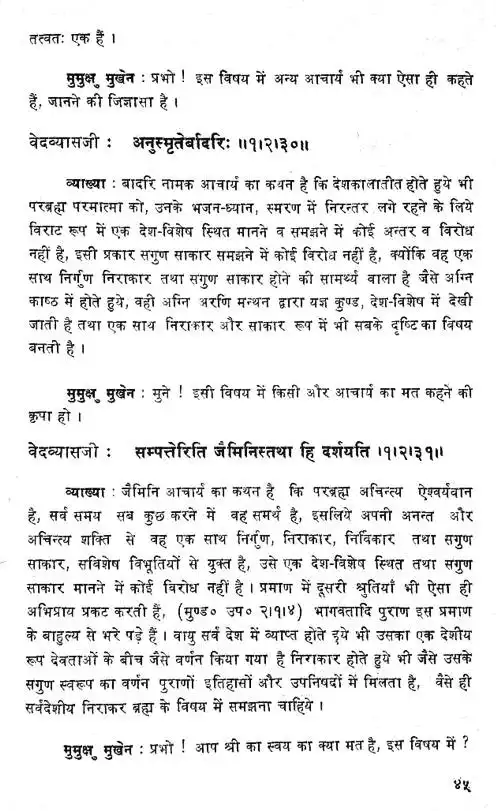 तत्त्वतः एक हैं ।
मुमुक्षु मुखेन : प्रभो ! इस विषय में अन्य आचार्य भी क्या ऐसा ही कहते
हैं, जानने की जिज्ञासा है ।
वेदव्यासजी : अनुस्मृतेर्बादरिः ॥१।२।३०॥
व्याख्या : बादरि नामक आचार्य का कथन है कि देशकालातीत होते हुये भी
परब्रह्म परमात्मा को, उनके भजन-ध्यान, स्मरण में निरन्तर लगे रहने के लिये
विराट रूप में एक देश-विशेष स्थित मानने व समझने में कोई अन्तर व विरोध
नहीं है, इसी प्रकार सगुण साकार समझने में कोई विरोध नहीं है, क्योंकि वह एक
साथ निर्गुण निराकार तथा सगुण साकार होने की सामर्थ्य वाला है जैसे अग्नि
काष्ठ में होते हुये, वही अग्नि अरणि मन्थन द्वारा यज्ञ कुण्ड, देश-विशेष में देखी
जाती है तथा एक साथ निराकार और साकार रूप में भी सबके दृष्टि का विषय
बनती है ।
मुमुक्षु मुखेन : मुने ! इसी विषय में किसी और आचार्य का मत कहने की
कृपा हो ।
वेदव्यासजी : सम्पत्तेरिति जैमिनिस्तथा हि दर्शयति ।१।२।३१॥
व्याख्या : जैमिनि आचार्य का कथन है कि परब्रह्म अचिन्त्य ऐश्वर्यवान
है, सर्व समय सब कुछ करने में वह समर्थ है, इसलिये अपनी अनन्त और
अचिन्त्य शक्ति से वह एक साथ निर्गुण, निराकार, निर्विकार तथा सगुण
साकार, सविशेष विभूतियों से युक्त है, उसे एक देश-विशेष स्थित तथा सगुण
साकार मानने में कोई विरोध नहीं है । प्रमाण में दूसरी श्रुतियाँ भी ऐसा ही
अभिप्राय प्रकट करती हैं, (मुण्ड० उप० २।१।४) भागवतादि पुराण इस प्रमाण
के बाहुल्य से भरे पड़े हैं । वायु सर्व देश में व्याप्त होते हुये भी उसका एक देशीय
रूप देवताओं के बीच जैसे वर्णन किया गया है निराकार होते हुये भी जैसे उसके
सगुण स्वरूप का वर्णन पुराणों इतिहासों और उपनिषदों में मिलता है, वैसे ही
सर्वदेशीय निराकर ब्रह्म के विषय में समझना चाहिये ।
मुमुक्षु मुखेन : प्रभो ! आप श्री का स्वय का क्या मत है, इस विषय में ?
४५